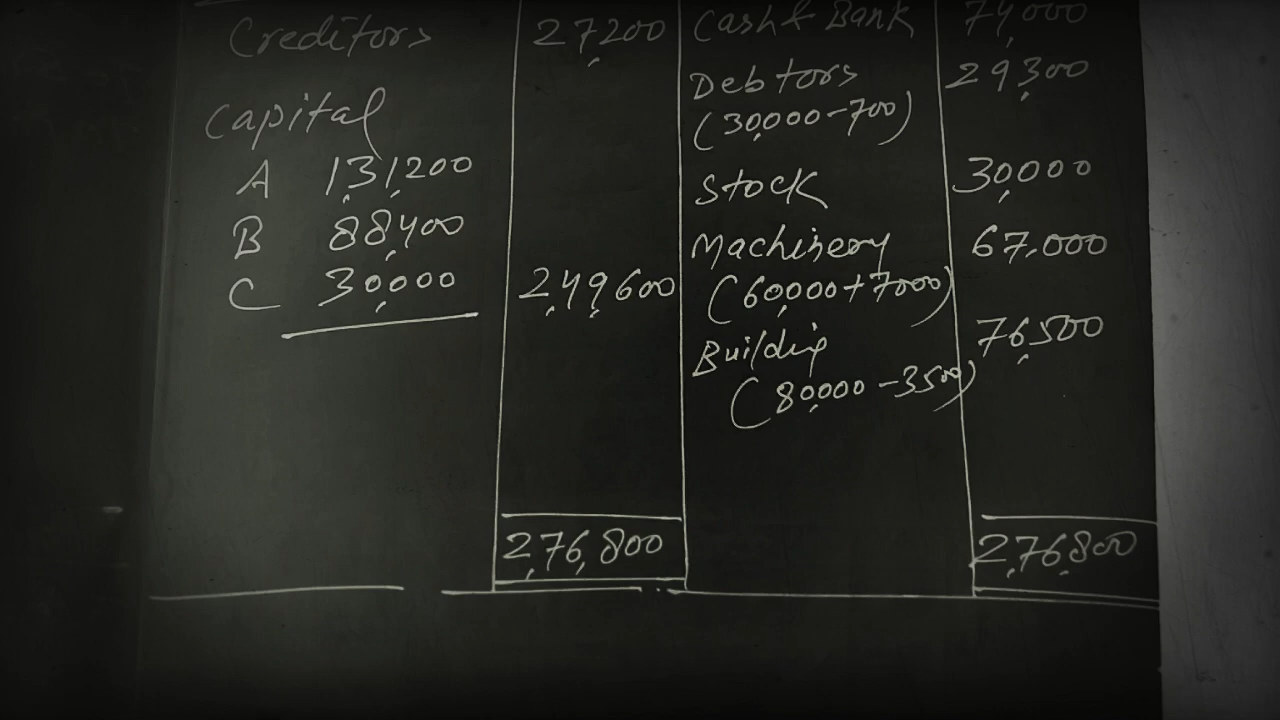 Creditors 27,200 Cash & Bank 74,000
Debtors 29,300
Capital (30,000-700)
A 1,31,200 Stock 30,000
B 88,400 Machinery 67,000
C 30,000 2,49,600 (60,000+7000)
Building 76,500
(80,000-3500)
2,76,800 2,76,800